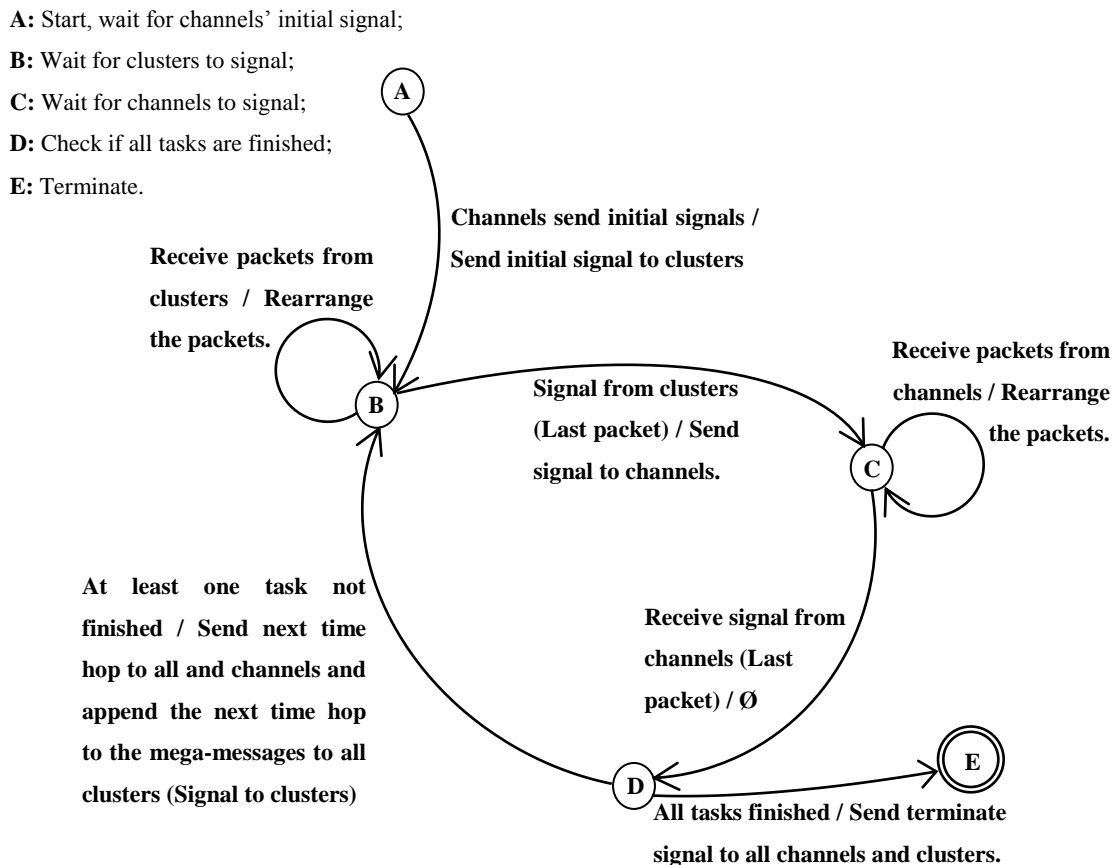 A: Start, wait for channels’ initial signal;
B: Wait for clusters to signal;
C: Wait for channels to signal;
D: Check if all tasks are finished;
E: Terminate.
A
Channels send initial signals /
Send initial signal to clusters
Receive packets from
clusters / Rearrange
the packets.
B
Signal from clusters
(Last packet) / Send
signal to channels.
Receive packets from
channels / Rearrange
the packets.
C
At least one task not
finished / Send next time
hop to all and channels and
append the next time hop
to the mega-messages to all
clusters (Signal to clusters)
Receive signal from
channels (Last
packet) / Ø
D
E
All tasks finished / Send terminate
signal to all channels and clusters.